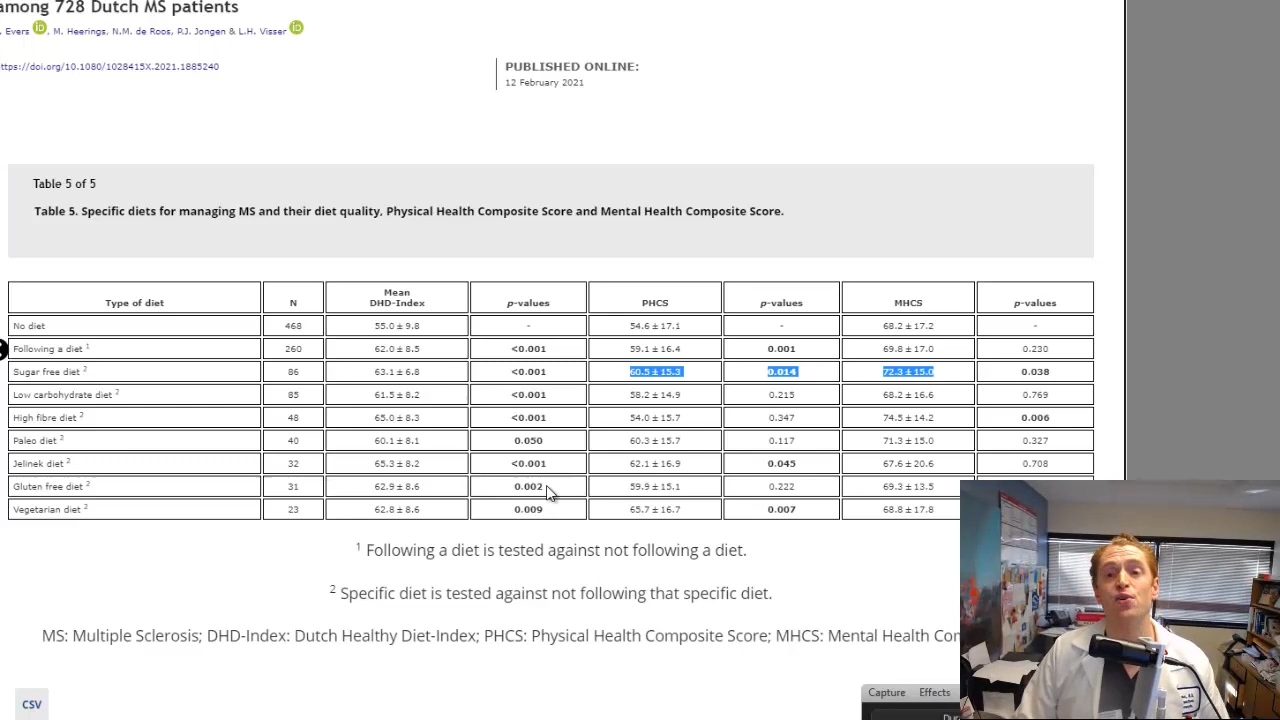 among 728 Dutch MS patients
. Evers iD, M. Heerings, N.M. de Roos, P.J. Jongen & L.H. Visser iD
ttps://doi.org/10.1080/1028415X.2021.1885240
PUBLISHED ONLINE:
12 February 2021
Table 5 of 5
Table 5. Specific diets for managing MS and their diet quality, Physical Health Composite Score and Mental Health Composite Score.
Type of diet N Mean DHD-Index p-values PHCS p-values MHCS p-values
No diet 468 55.0 ± 9.8 - 54.6 ± 17.1 - 68.2 ± 17.2 -
Following a diet 1 260 62.0 ± 8.5 <0.001 59.1 ± 16.4 0.001 69.8 ± 17.0 0.230
Sugar free diet 2 86 63.1 ± 6.8 <0.001 60.5 ± 15.3 0.014 72.3 ± 15.0 0.038
Low carbohydrate diet 2 85 61.5 ± 8.2 <0.001 58.2 ± 14.9 0.215 68.2 ± 16.6 0.769
High fibre diet 2 48 65.0 ± 8.3 <0.001 54.0 ± 15.7 0.347 74.5 ± 14.2 0.006
Paleo diet 2 40 60.1 ± 8.1 0.050 60.3 ± 15.7 0.117 71.3 ± 15.0 0.327
Jelinek diet 2 32 65.3 ± 8.2 <0.001 62.1 ± 16.9 0.045 67.6 ± 20.6 0.708
Gluten free diet 2 31 62.9 ± 8.6 0.002 59.9 ± 15.1 0.222 69.3 ± 13.5
Vegetarian diet 2 23 62.8 ± 8.6 0.009 65.7 ± 16.7 0.007 68.8 ± 17.8
1 Following a diet is tested against not following a diet.
2 Specific diet is tested against not following that specific diet.
MS: Multiple Sclerosis; DHD-Index: Dutch Healthy Diet-Index; PHCS: Physical Health Composite Score; MHCS: Mental Health Con
CSV
Capture Effects
Dura